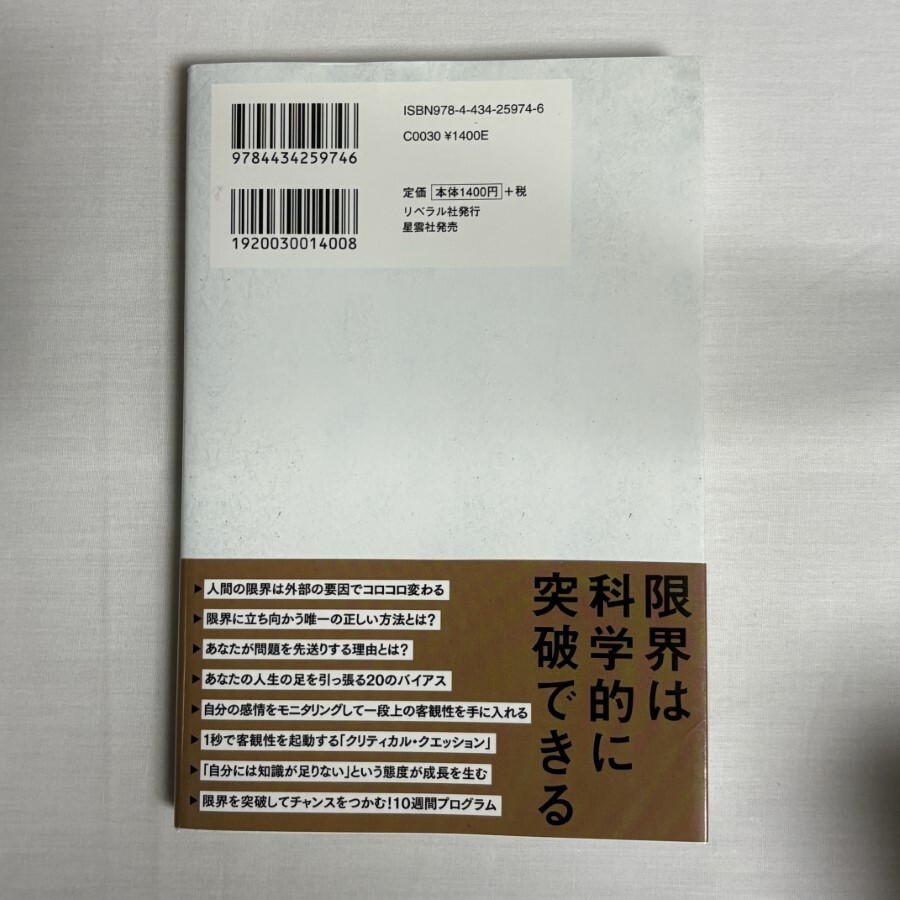 ISBN978-4-434-25974-6
C0030 ¥1400E
9784434259746
定価 本体1400円 +税
リベラル社発行
星雲社発売
1920030014008
限界は
科学的に
突破できる
▶人間の限界は外部の要因でコロコロ変わる
▶限界に立ち向かう唯一の正しい方法とは?
▶あなたが問題を先送りする理由とは?
▶あなたの人生の足を引っ張る20のバイアス
▶自分の感情をモニタリングして一段上の客観性を手に入れる
▶1秒で客観性を起動する「クリティカル・クエッション」
▶「自分には知識が足りない」という態度が成長を生む
▶限界を突破してチャンスをつかむ!10週間プログラム